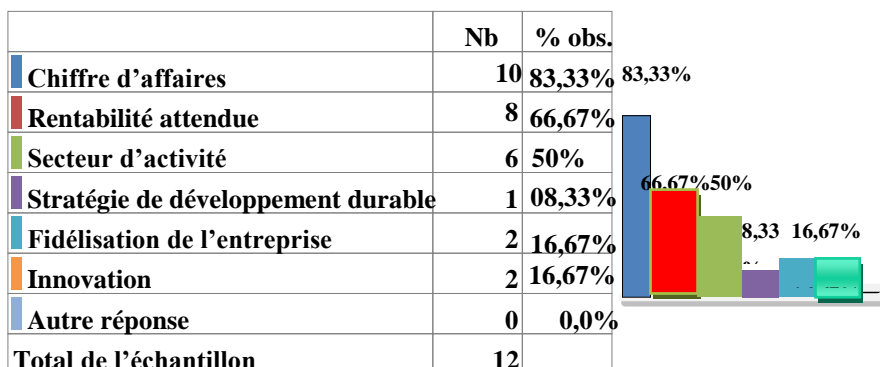 Nb % obs.
Chiffre d’affaires 10 83,33%
Rentabilité attendue 8 66,67%
Secteur d’activité 6 50%
Stratégie de développement durable 1 08,33%
Fidélisation de l’entreprise 2 16,67%
Innovation 2 16,67%
Autre réponse 0 0,0%
Total de l’échantillon 12
83,33%
66,67% 50%
8,33 16,67%